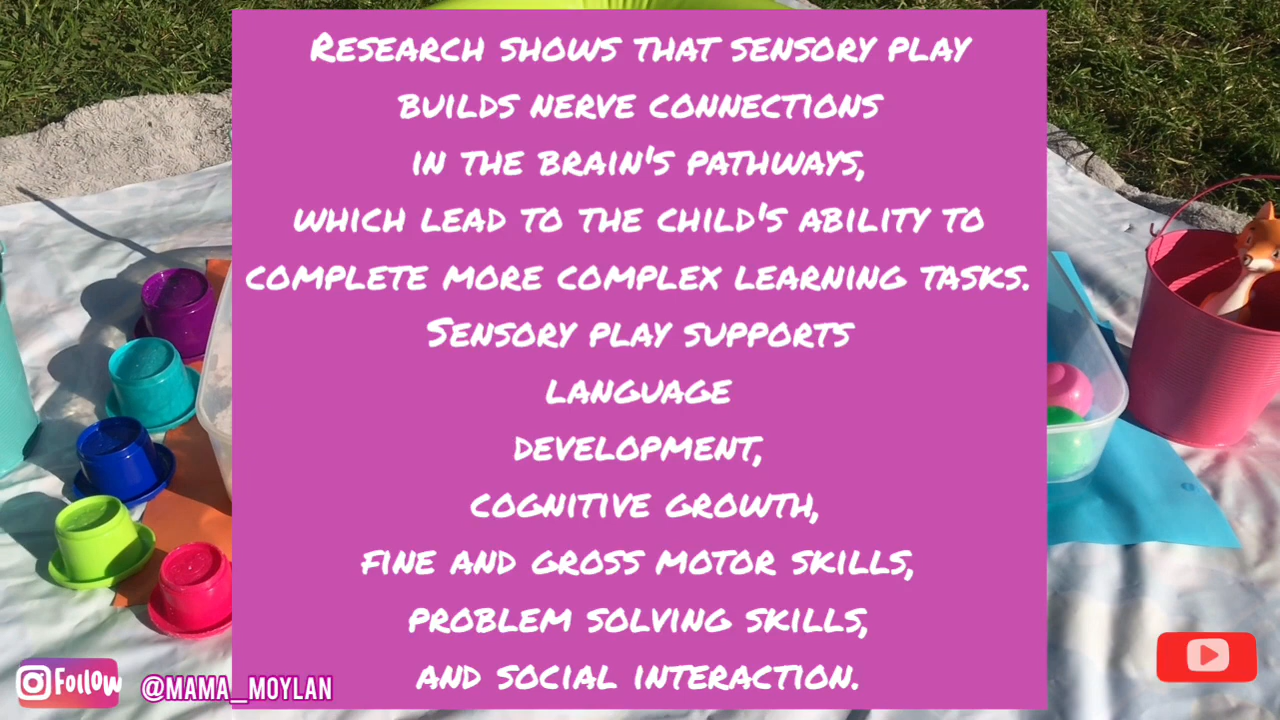 Research shows that sensory play
builds nerve connections
in the brain's pathways,
which lead to the child's ability to
complete more complex learning tasks.
Sensory play supports
language
development,
cognitive growth,
fine and gross motor skills,
problem solving skills,
and social interaction.
Follow @MAMA_MOYLAN